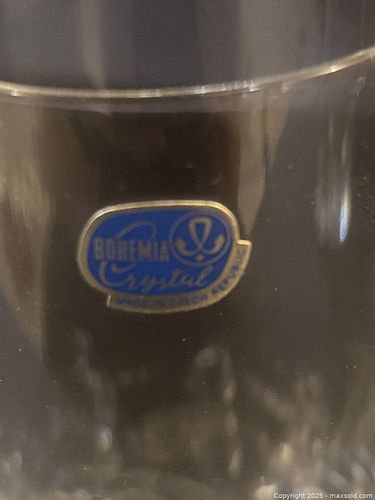 BOHEMIA
Crystal
MADE IN CZECH REPUBLIC
Copyright 2025 - maxsold.com